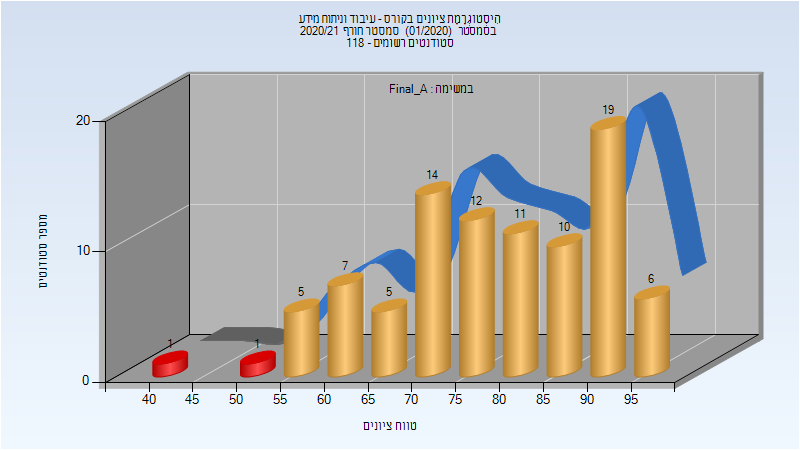 היסטוגרמת ציונים בקורס - עיבוד וניתוח מידע
בסמסטר (01/2020) סמסטר חורף 2020/21
סטודנטים רשומים - 118
במשימה : Final_A
מספר סטודנטים
20
10
0
1
1
5
7
5
14
12
11
10
19
6
40 45 50 55 60 65 70 75 80 85 90 95
טווח ציונים